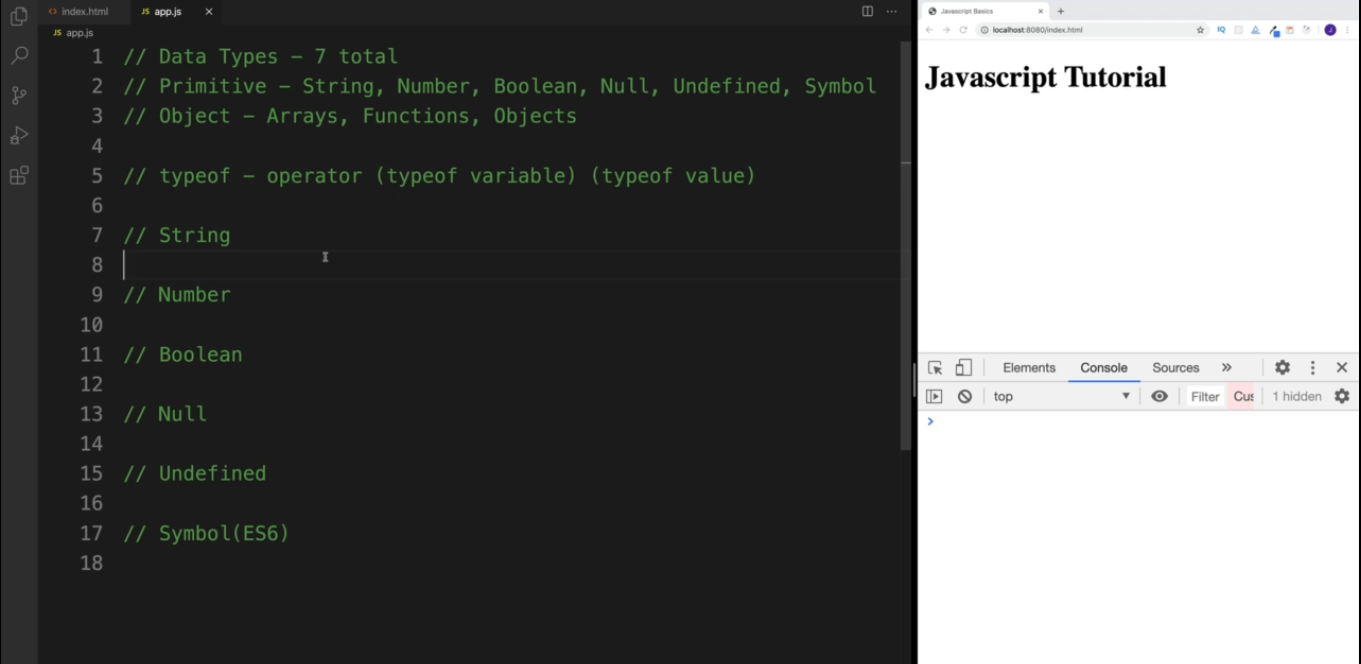 index.html
JS app.js
JS app.js
1 // Data Types – 7 total
2 // Primitive – String, Number, Boolean, Null, Undefined, Symbol
3 // Object – Arrays, Functions, Objects
4
5 // typeof – operator (typeof variable) (typeof value)
6
7 // String
8
9 // Number
10
11 // Boolean
12
13 // Null
14
15 // Undefined
16
17 // Symbol(ES6)
18
Javascript Basics
localhost:8080/index.html
IQ
J
Javascript Tutorial
Elements Console Sources
top Filter Cus 1 hidden